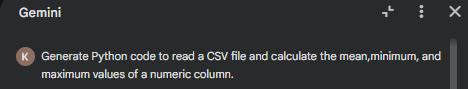 Gemini
K Generate Python code to read a CSV file and calculate the mean,minimum, and
maximum values of a numeric column.